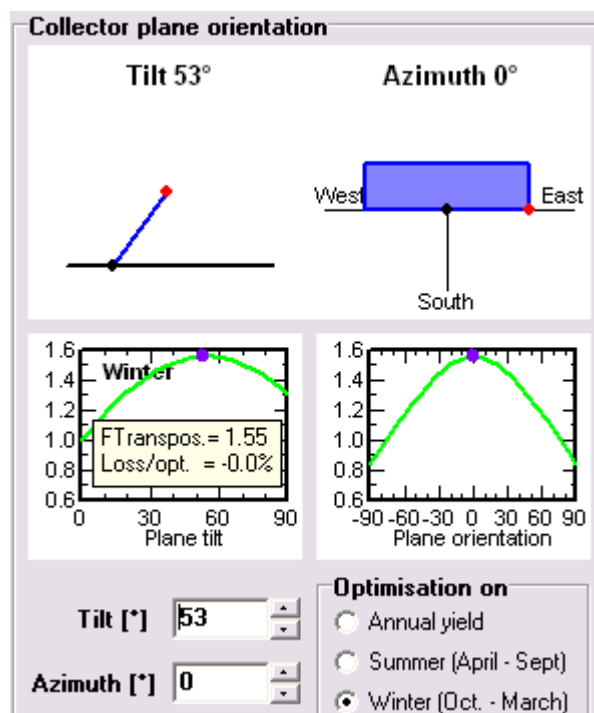 Collector plane orientation
Tilt 53°
Azimuth 0°
West
East
South
1.6
1.4
1.2
1.0
0.8
0.6
Winter
FTranspos.= 1.55
Loss/opt. = -0.0%
0 30 60 90
Plane tilt
1.6
1.4
1.2
1.0
0.8
0.6
-90 -60 -30 0 30 60 90
Plane orientation
Tilt [°] 53
Azimuth [°] 0
Optimisation on
Annual yield
Summer (April - Sept)
Winter (Oct. - March)